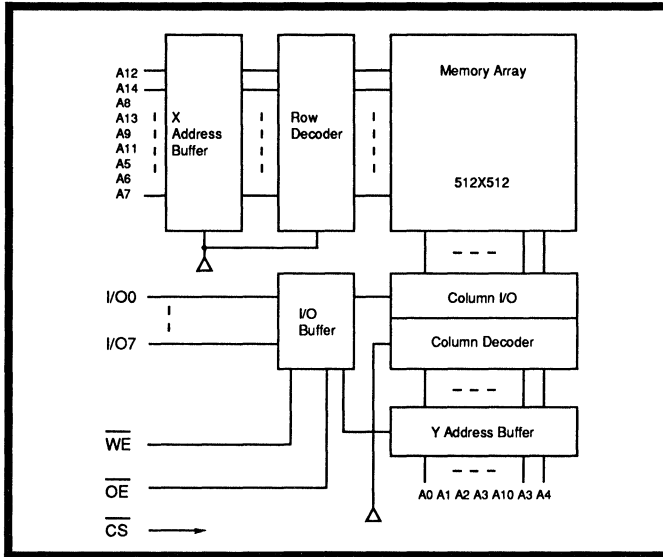 A12
A14
A8
A13
A9
A11
A5
A6
A7
X
Address
Buffer
Row
Decoder
Memory Array
512X512
I/O0
I/O7
I/O
Buffer
Column I/O
Column Decoder
Y Address Buffer
WE
OE
CS
A0 A1 A2 A3 A10 A3 A4